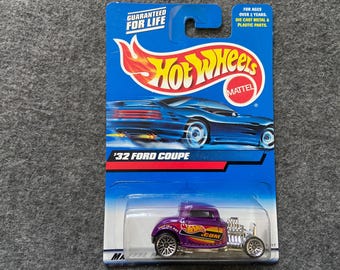 GUARANTEED
FOR LIFE
FOR AGES
OVER 3 YEARS.
DIE CAST METAL &
PLASTIC PARTS.
Hot Wheels
MATTEL
'32 FORD COUPE
.COM